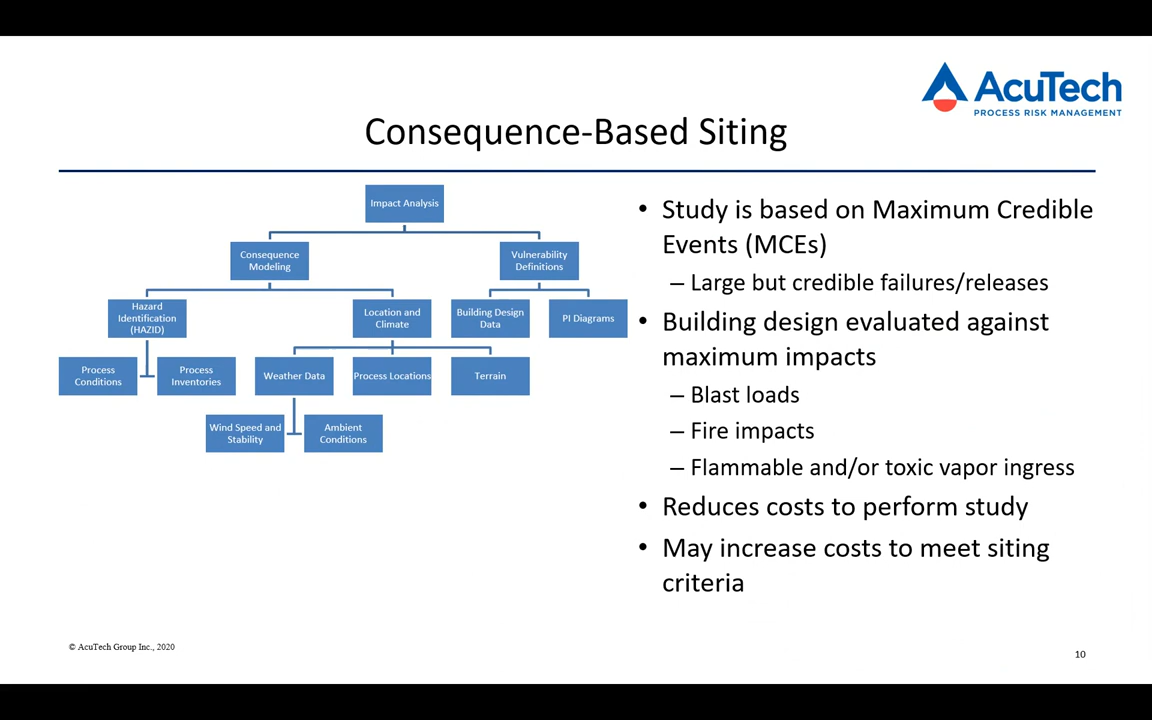 AcuTech
PROCESS RISK MANAGEMENT
Consequence-Based Siting
Impact Analysis
Consequence
Modeling
Vulnerability
Definitions
Hazard
Identification
(HAZID)
Location and
Climate
Building Design
Data
PI Diagrams
Process
Conditions
Process
Inventories
Weather Data
Process Locations
Terrain
Wind Speed and
Stability
Ambient
Conditions
• Study is based on Maximum Credible
Events (MCEs)
– Large but credible failures/releases
• Building design evaluated against
maximum impacts
– Blast loads
– Fire impacts
– Flammable and/or toxic vapor ingress
• Reduces costs to perform study
• May increase costs to meet siting
criteria
© AcuTech Group Inc., 2020
10